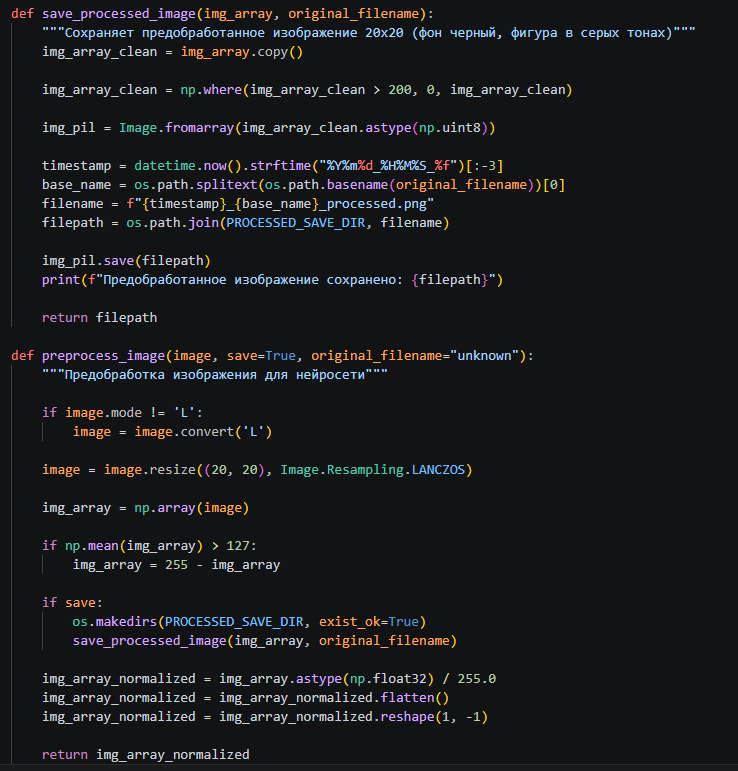 def save_processed_image(img_array, original_filename):
    """Сохраняет предобработанное изображение 20x20 (фон черный, фигура в серых тонах)"""
    img_array_clean = img_array.copy()

    img_array_clean = np.where(img_array_clean > 200, 0, img_array_clean)

    img_pil = Image.fromarray(img_array_clean.astype(np.uint8))

    timestamp = datetime.now().strftime("%Y%m%d_%H%M%S_%f")[:-3]
    base_name = os.path.splitext(os.path.basename(original_filename))[0]
    filename = f"{timestamp}_{base_name}_processed.png"
    filepath = os.path.join(PROCESSED_SAVE_DIR, filename)

    img_pil.save(filepath)
    print(f"Предобработанное изображение сохранено: {filepath}")

    return filepath

def preprocess_image(image, save=True, original_filename="unknown"):
    """Предобработка изображения для нейросети"""

    if image.mode != 'L':
        image = image.convert('L')

    image = image.resize((20, 20), Image.Resampling.LANCZOS)

    img_array = np.array(image)

    if np.mean(img_array) > 127:
        img_array = 255 - img_array

    if save:
        os.makedirs(PROCESSED_SAVE_DIR, exist_ok=True)
        save_processed_image(img_array, original_filename)

    img_array_normalized = img_array.astype(np.float32) / 255.0
    img_array_normalized = img_array_normalized.flatten()
    img_array_normalized = img_array_normalized.reshape(1, -1)

    return img_array_normalized